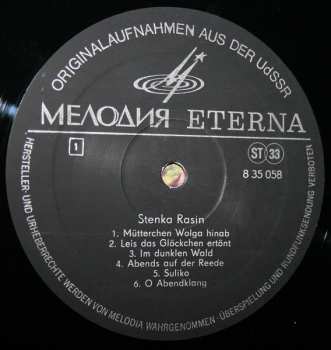 ORIGINALAUFNAHMEN AUS DER UdSSR
МЕЛОДИЯ ETERNA
1
ST 33
8 35 058
Stenka Rasin
1. Mütterchen Wolga hinab
2. Leis das Glöckchen ertönt
3. Im dunklen Wald
4. Abends auf der Reede
5. Suliko
6. O Abendklang
HERSTELLER- UND URHEBERRECHTE WERDEN VON MELODIA WAHRGENOMMEN · ÜBERSPIELUNG UND RUNDFUNKSENDUNG VERBOTEN